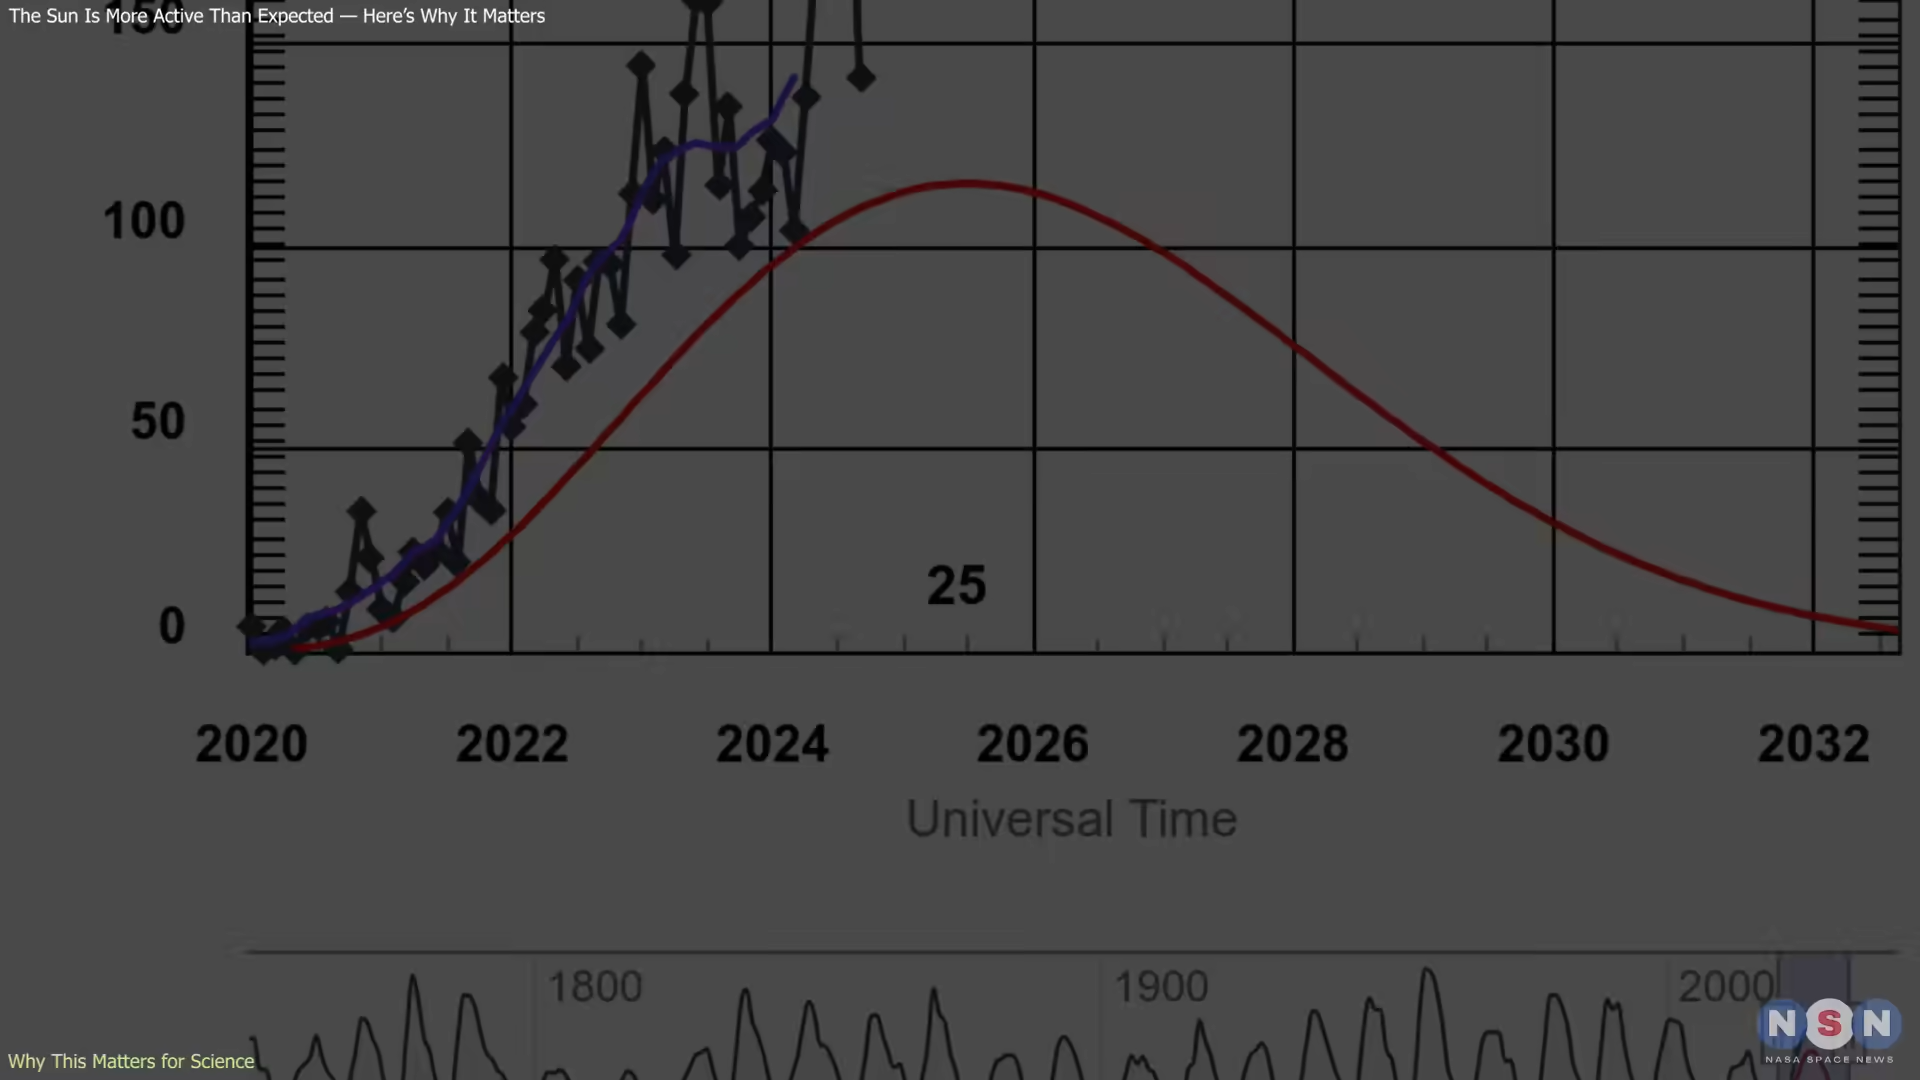 The Sun Is More Active Than Expected — Here's Why It Matters
150
100
50
0
25
2020 2022 2024 2026 2028 2030 2032
Universal Time
1800 1900 2000
NSN
NASA SPACE NEWS
Why This Matters for Science